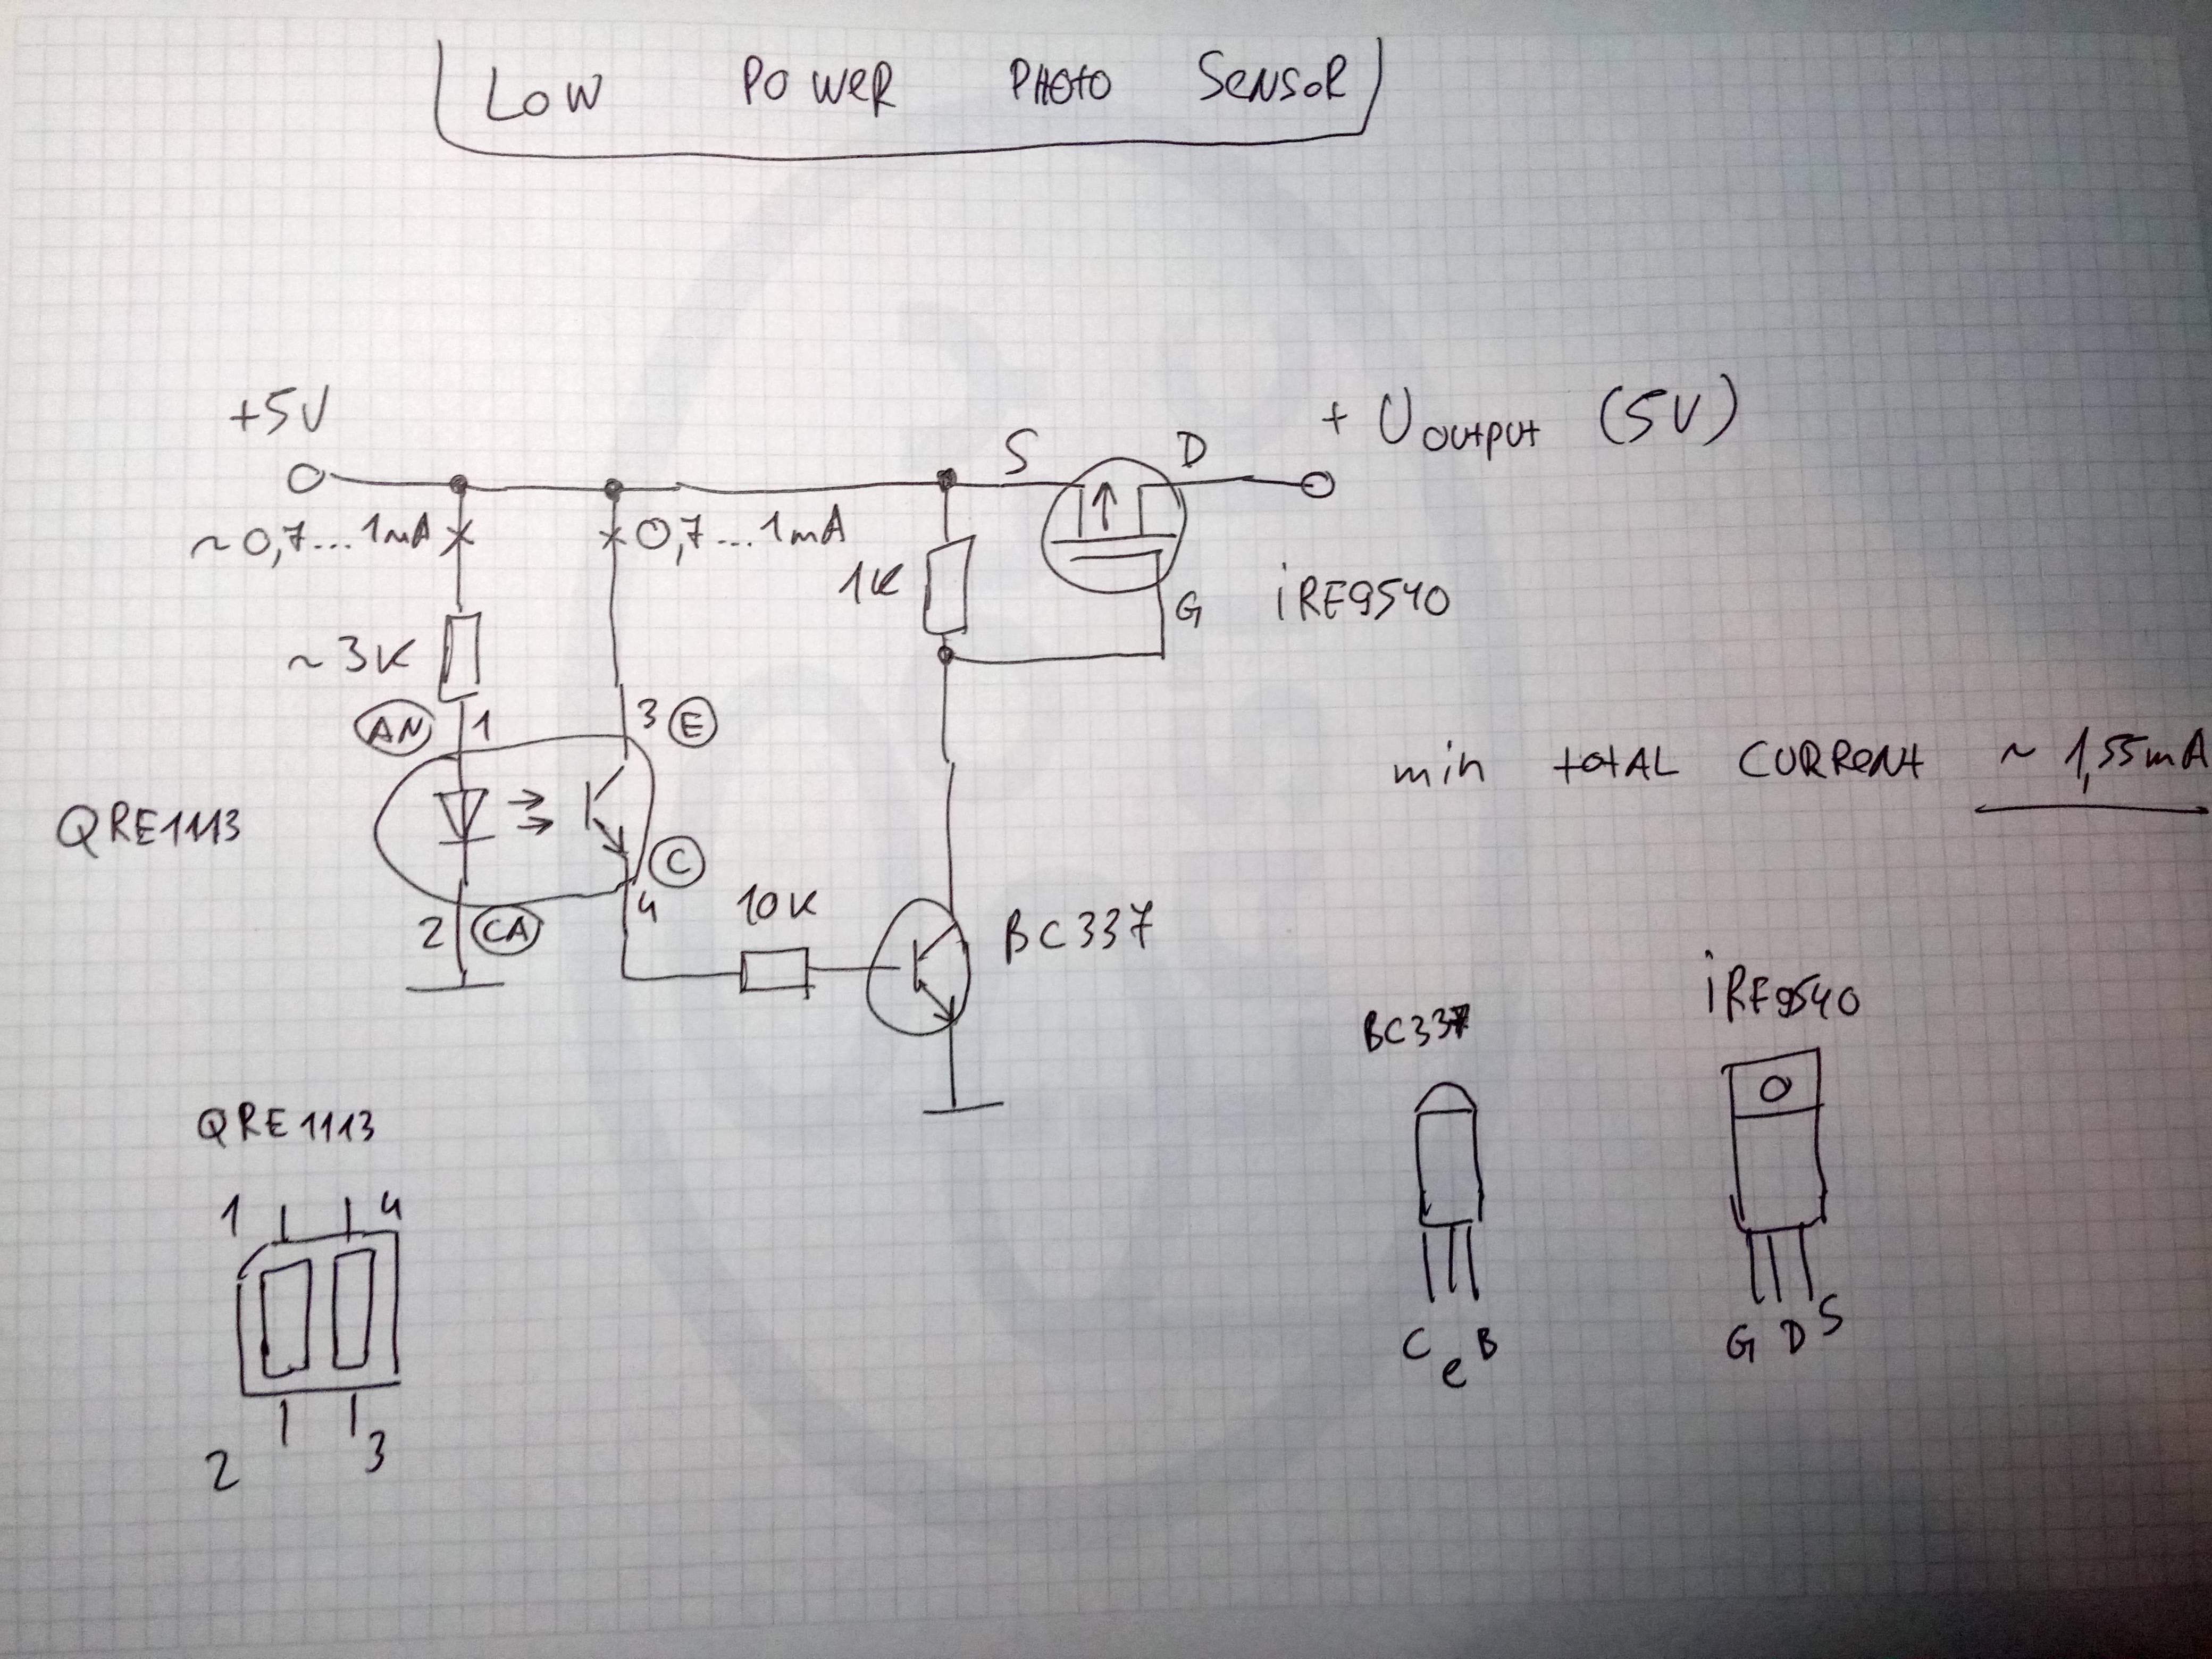 LOW POWER PHOTO SENSOR
+5V
S
D
+ U OUTPUT (5V)
~0,7...1mA
0,7...1mA
1K
G
iRF9540
~3K
AN
1
3
E
min total CURRENT ~ 1,55mA
QRE1113
C
4
2
CA
10K
BC337
iRF9540
BC337
QRE1113
1
4
2
3
C e B
G D S